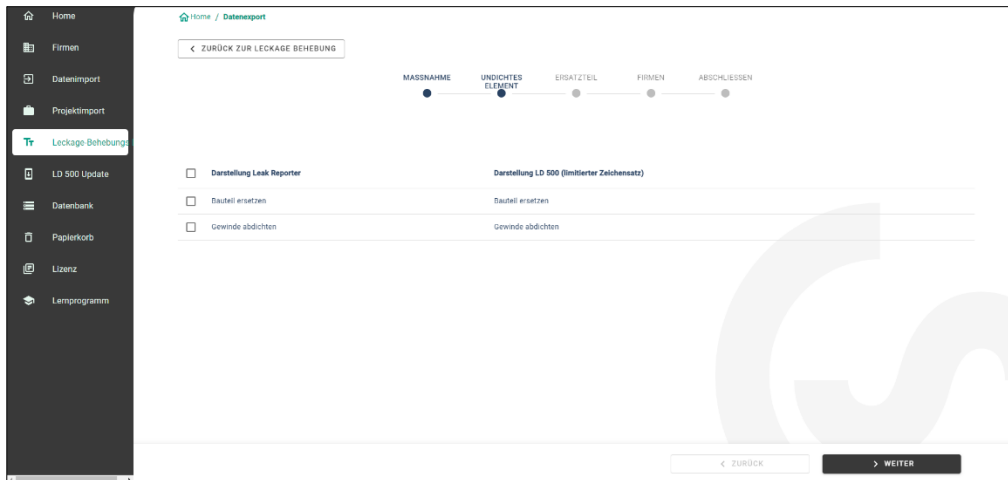 Home
Firmen
Datenimport
Projektimport
Leckage-Behebungs
LD 500 Update
Datenbank
Papierkorb
Lizenz
Lernprogramm
Home / Datenexport
< ZURÜCK ZUR LECKAGE BEHEBUNG
MASSNAHME
UNDICHTES
ELEMENT
ERSATZTEIL
FIRMEN
ABSCHLIESSEN
Darstellung Leak Reporter Darstellung LD 500 (limitierter Zeichensatz)
Bauteil ersetzen Bauteil ersetzen
Gewinde abdichten Gewinde abdichten
< ZURÜCK
> WEITER